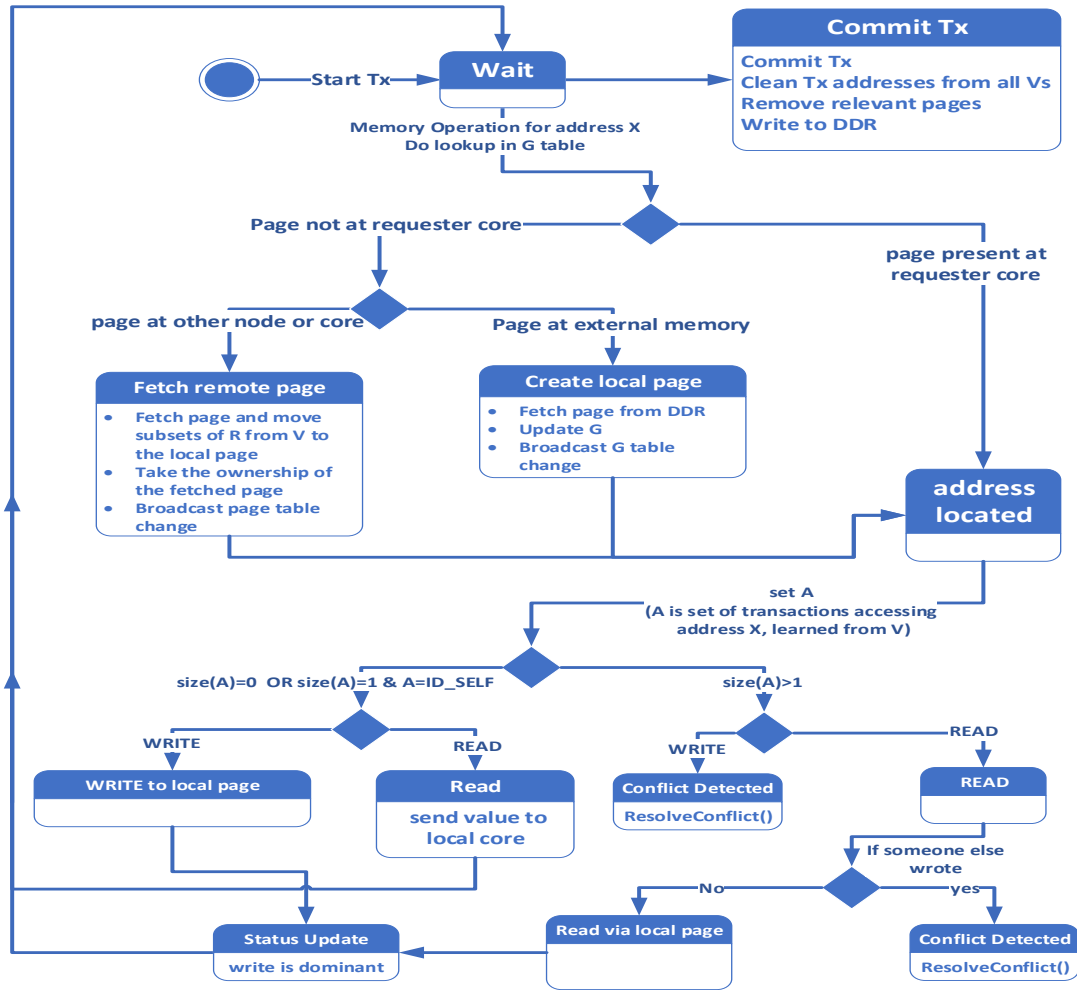 Commit Tx
Commit Tx
Clean Tx addresses from all Vs
Remove relevant pages
Write to DDR
Start Tx
Wait
Memory Operation for address X
Do lookup in G table
Page not at requester core
page present at
requester core
page at other node or core
Page at external memory
Fetch remote page
• Fetch page and move
subsets of R from V to
the local page
• Take the ownership of
the fetched page
• Broadcast page table
change
Create local page
• Fetch page from DDR
• Update G
• Broadcast G table
change
address
located
set A
(A is set of transactions accessing
address X, learned from V)
size(A)=0 OR size(A)=1 & A=ID_SELF
size(A)>1
WRITE
READ
WRITE
READ
WRITE to local page
Read
send value to
local core
Conflict Detected
ResolveConflict()
READ
If someone else
wrote
No
yes
Status Update
write is dominant
Read via local page
Conflict Detected
ResolveConflict()